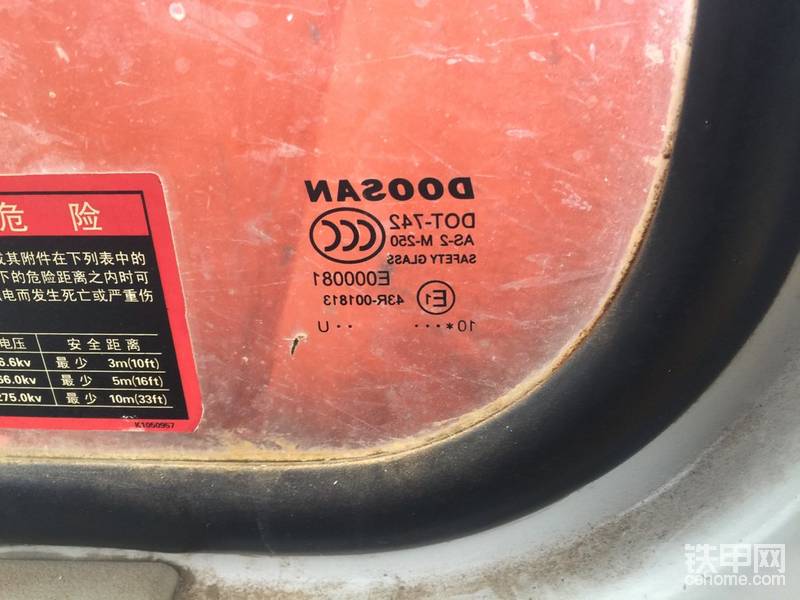 DOOSAN
DOT-742
AS-2 M-250
SAFETY GLASS
CCC
E000081
E1 43R-001813
10*··· ··U
危 险
或其附件在下列表中的
下的危险距离之内时可
电而发生死亡或严重伤
电压 安全距离
6.6kv 最少 3m(10ft)
66.0kv 最少 5m(16ft)
275.0kv 最少 10m(33ft)
K1050957
铁甲网
cehome.com